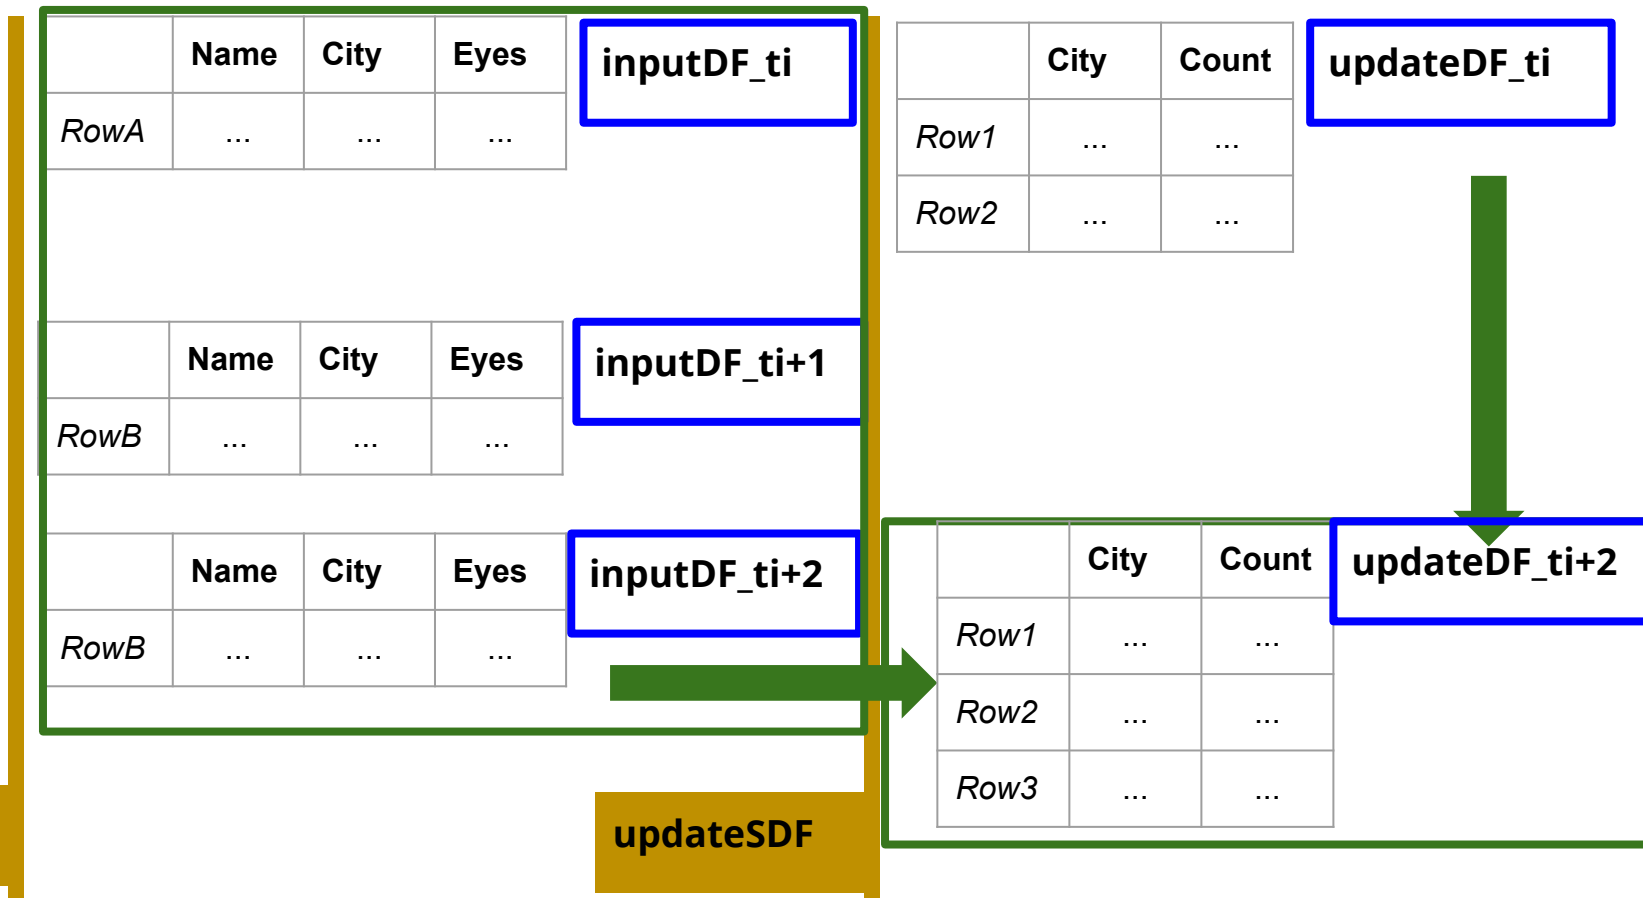 Name City Eyes
RowA ... ... ...
inputDF_ti
City Count
Row1 ... ...
Row2 ... ...
updateDF_ti
Name City Eyes
RowB ... ... ...
inputDF_ti+1
Name City Eyes
RowB ... ... ...
inputDF_ti+2
City Count
Row1 ... ...
Row2 ... ...
Row3 ... ...
updateDF_ti+2
updateSDF